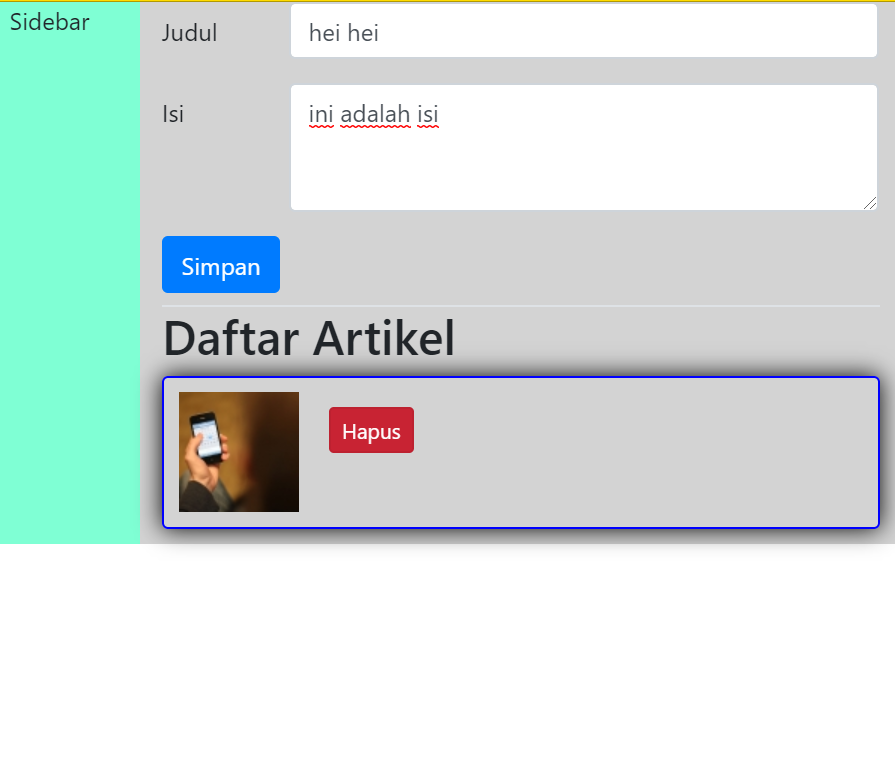 Sidebar
Judul
hei hei
Isi
ini adalah isi
Simpan
Daftar Artikel
Hapus